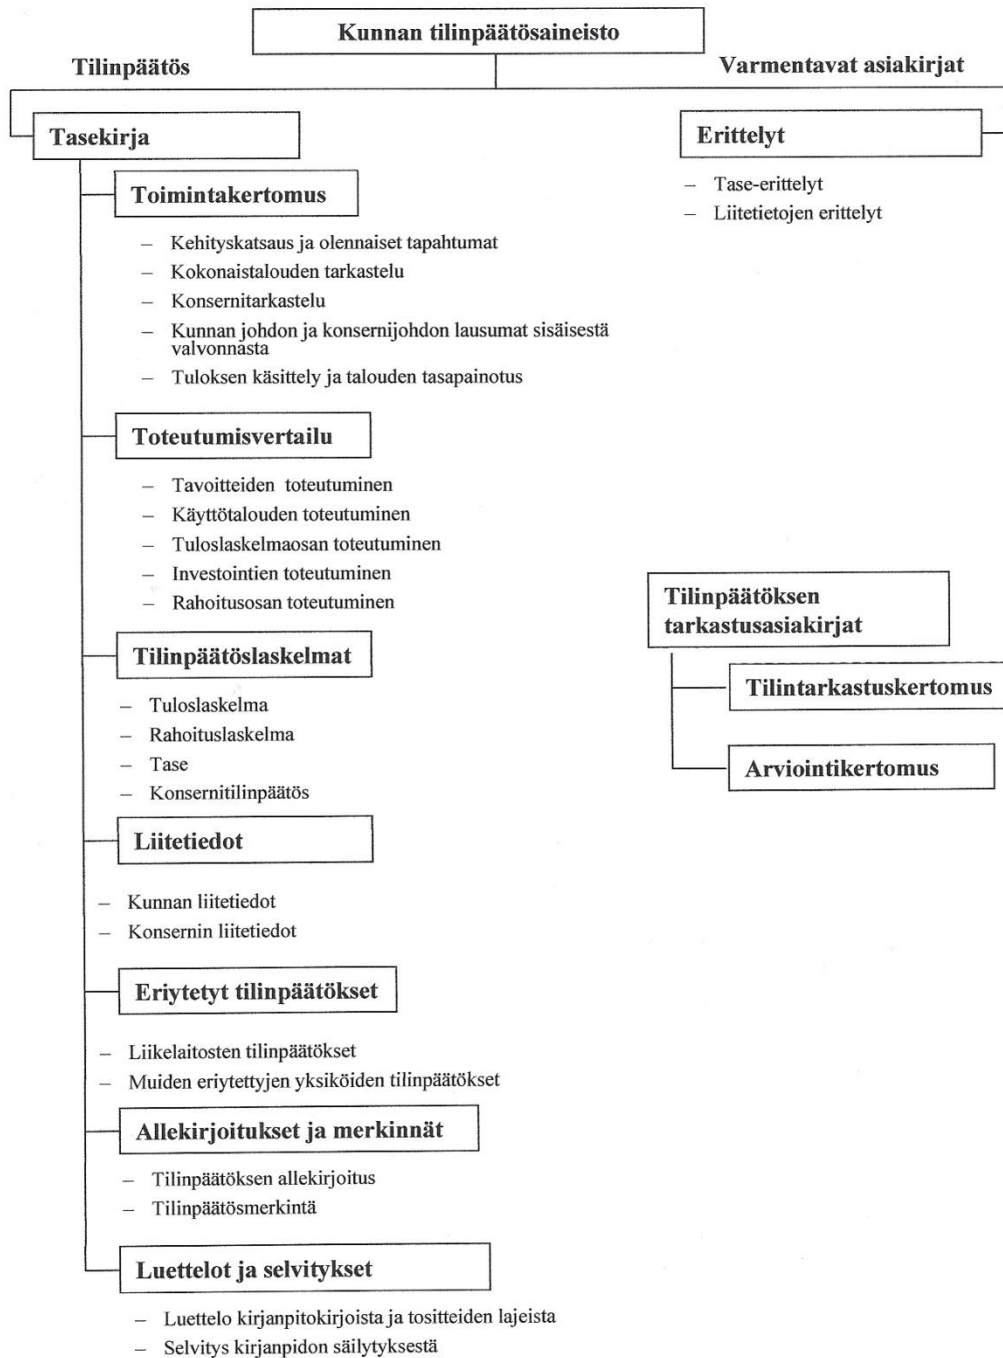 Kunnan tilinpäätösaineisto
Tilinpäätös
Varmentavat asiakirjat
Tasekirja
Erittelyt
– Tase-erittelyt
– Liitetietojen erittelyt
Toimintakertomus
– Kehityskatsaus ja olennaiset tapahtumat
– Kokonaistalouden tarkastelu
– Konsernitarkastelu
– Kunnan johdon ja konsernijohdon lausumat sisäisestä
valvonnasta
– Tuloksen käsittely ja talouden tasapainotus
Toteutumisvertailu
– Tavoitteiden toteutuminen
– Käyttötalouden toteutuminen
– Tuloslaskelmaosan toteutuminen
– Investointien toteutuminen
– Rahoitusosan toteutuminen
Tilinpäätöksen
tarkastusasiakirjat
Tilintarkastuskertomus
Arviointikertomus
Tilinpäätöslaskelmat
– Tuloslaskelma
– Rahoituslaskelma
– Tase
– Konsernitilinpäätös
Liitetiedot
– Kunnan liitetiedot
– Konsernin liitetiedot
Eriytetyt tilinpäätökset
– Liikelaitosten tilinpäätökset
– Muiden eriytettyjen yksiköiden tilinpäätökset
Allekirjoitukset ja merkinnät
– Tilinpäätöksen allekirjoitus
– Tilinpäätösmerkintä
Luettelot ja selvitykset
– Luettelo kirjanpitokirjoista ja tositteiden lajeista
– Selvitys kirjanpidon säilytyksestä